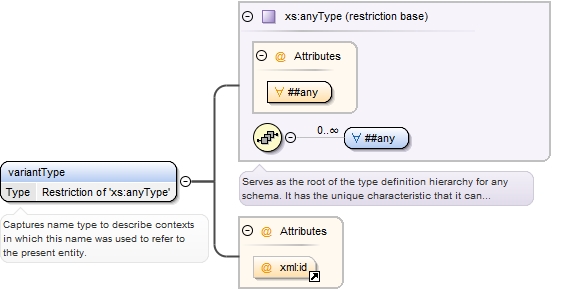 xs:anyType (restriction base)
@ Attributes
∀ ##any
0..∞
∀ ##any
variantType
Type Restriction of 'xs:anyType'
Serves as the root of the type definition hierarchy for any
schema. It has the unique characteristic that it can...
Captures name type to describe contexts
in which this name was used to refer to
the present entity.
@ Attributes
@ xml:id